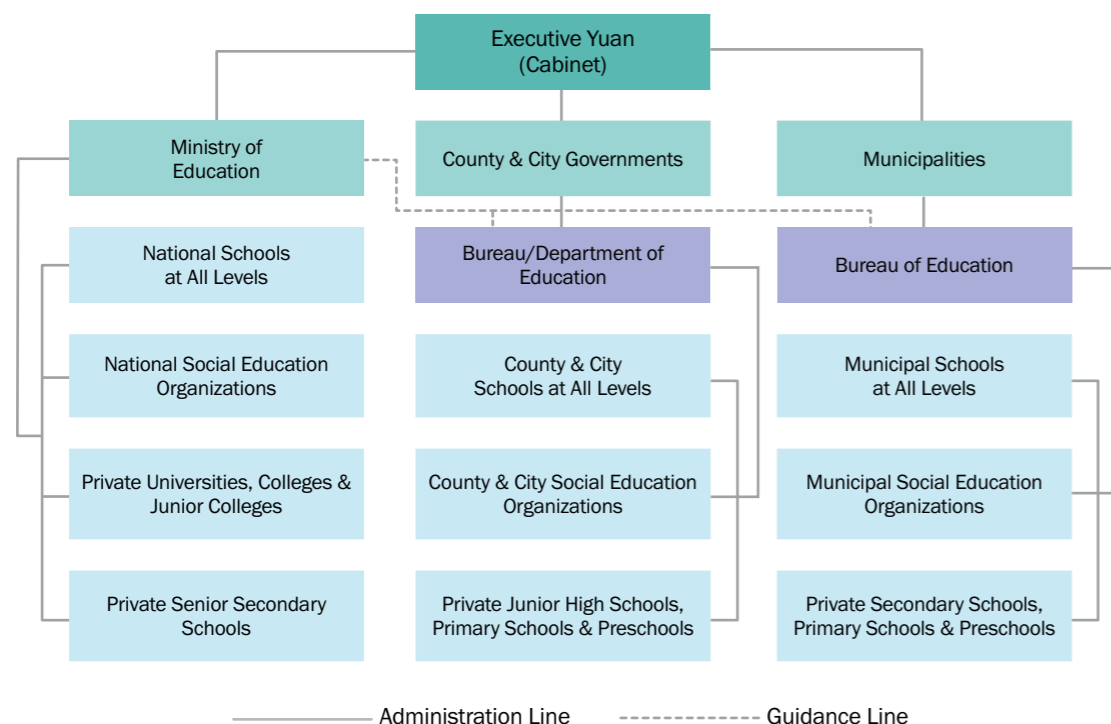 Executive Yuan
(Cabinet)
Ministry of
Education
County & City Governments
Municipalities
National Schools
at All Levels
Bureau/Department of
Education
Bureau of Education
National Social Education
Organizations
County & City
Schools at All Levels
Municipal Schools
at All Levels
Private Universities, Colleges &
Junior Colleges
County & City Social Education
Organizations
Municipal Social Education
Organizations
Private Senior Secondary
Schools
Private Junior High Schools,
Primary Schools & Preschools
Private Secondary Schools,
Primary Schools & Preschools
Administration Line
Guidance Line